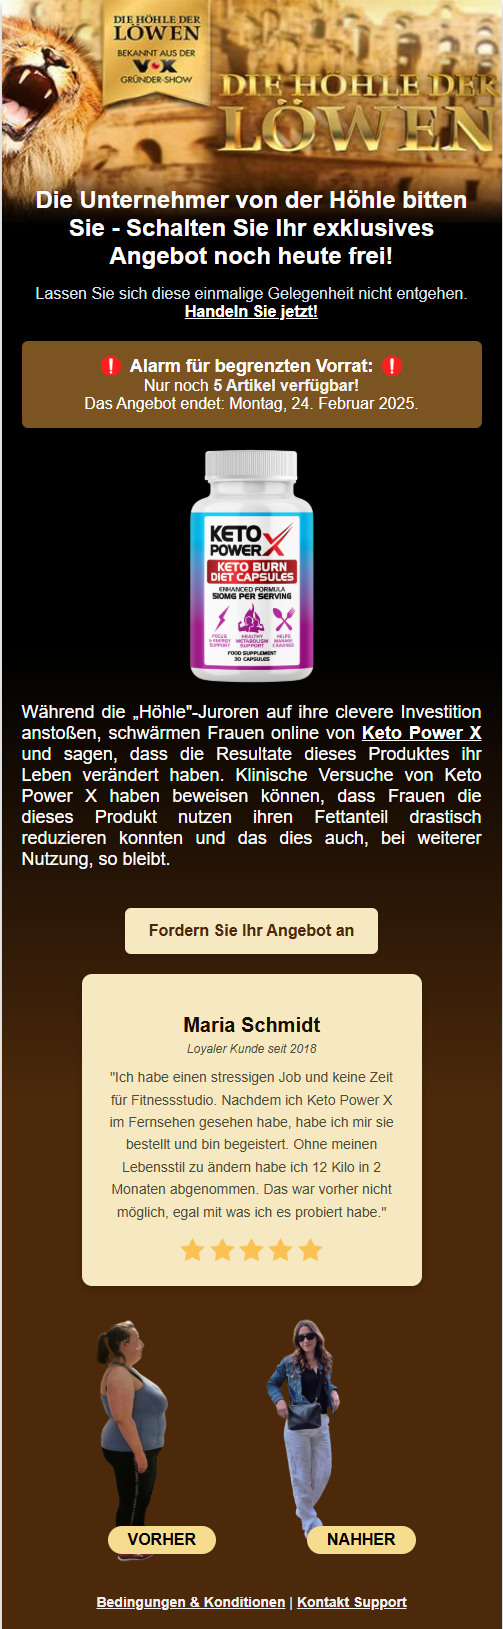 DIE HÖHLE DER
LÖWEN
BEKANNT AUS DER
VOX
GRÜNDER-SHOW
DIE HÖHLE DER
LÖWEN
Die Unternehmer von der Höhle bitten
Sie - Schalten Sie Ihr exklusives
Angebot noch heute frei!
Lassen Sie sich diese einmalige Gelegenheit nicht entgehen.
Handeln Sie jetzt!
❗ Alarm für begrenzten Vorrat: ❗
Nur noch 5 Artikel verfügbar!
Das Angebot endet: Montag, 24. Februar 2025.
KETO
POWER X
KETO BURN
DIET CAPSULES
ENHANCED FORMULA
510MG PER SERVING
FOCUS
& ENERGY
SUPPORT
HEALTHY
METABOLISM
SUPPORT
HELPS
MANAGE
CRAVINGS
FOOD SUPPLEMENT
30 CAPSULES
Während die „Höhle"-Juroren auf ihre clevere Investition
anstoßen, schwärmen Frauen online von Keto Power X
und sagen, dass die Resultate dieses Produktes ihr
Leben verändert haben. Klinische Versuche von Keto
Power X haben beweisen können, dass Frauen die
dieses Produkt nutzen ihren Fettanteil drastisch
reduzieren konnten und das dies auch, bei weiterer
Nutzung, so bleibt.
Fordern Sie Ihr Angebot an
Maria Schmidt
Loyaler Kunde seit 2018
"Ich habe einen stressigen Job und keine Zeit
für Fitnessstudio. Nachdem ich Keto Power X
im Fernsehen gesehen habe, habe ich mir sie
bestellt und bin begeistert. Ohne meinen
Lebensstil zu ändern habe ich 12 Kilo in 2
Monaten abgenommen. Das war vorher nicht
möglich, egal mit was ich es probiert habe."
VORHER
NAHHER
Bedingungen & Konditionen | Kontakt Support